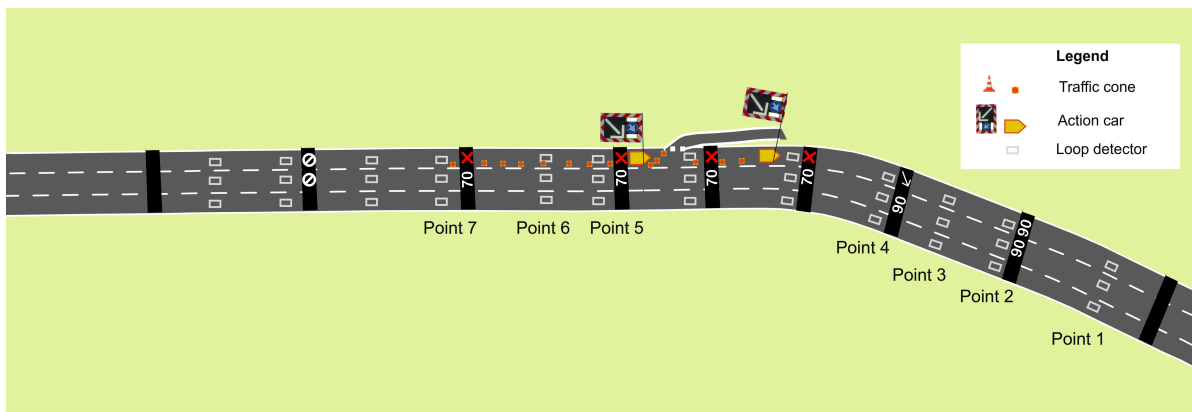 Legend
Traffic cone
Action car
Loop detector
70
70
70
70
90
90 90
Point 7
Point 6
Point 5
Point 4
Point 3
Point 2
Point 1